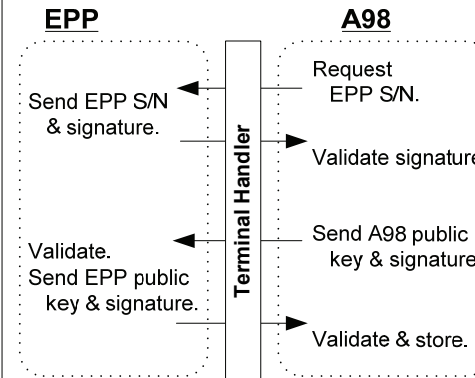 EPP
A98
Request
EPP S/N.
Send EPP S/N
& signature.
Validate signature
Terminal Handler
Send A98 public
key & signature
Validate.
Send EPP public
key & signature.
Validate & store.